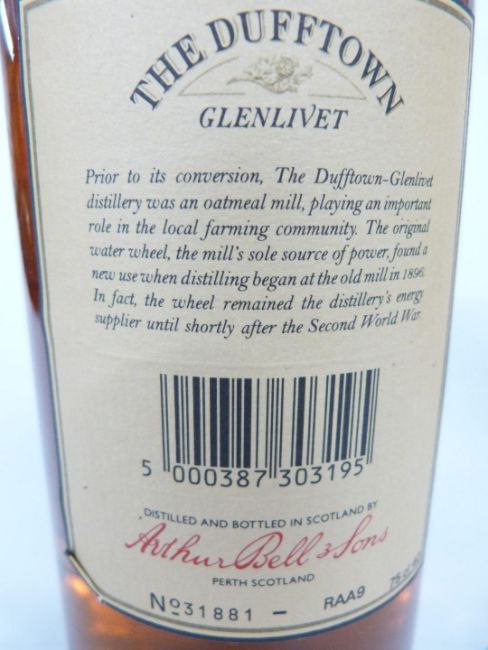 THE DUFFTOWN
GLENLIVET
Prior to its conversion, The Dufftown-Glenlivet
distillery was an oatmeal mill, playing an important
role in the local farming community. The original
water wheel, the mill's sole source of power, found a
new use when distilling began at the old mill in 1896.
In fact, the wheel remained the distillery's energy
supplier until shortly after the Second World War.
5 000387 303195
DISTILLED AND BOTTLED IN SCOTLAND BY
Arthur Bell & Sons
PERTH SCOTLAND
No 31881 – RAA9